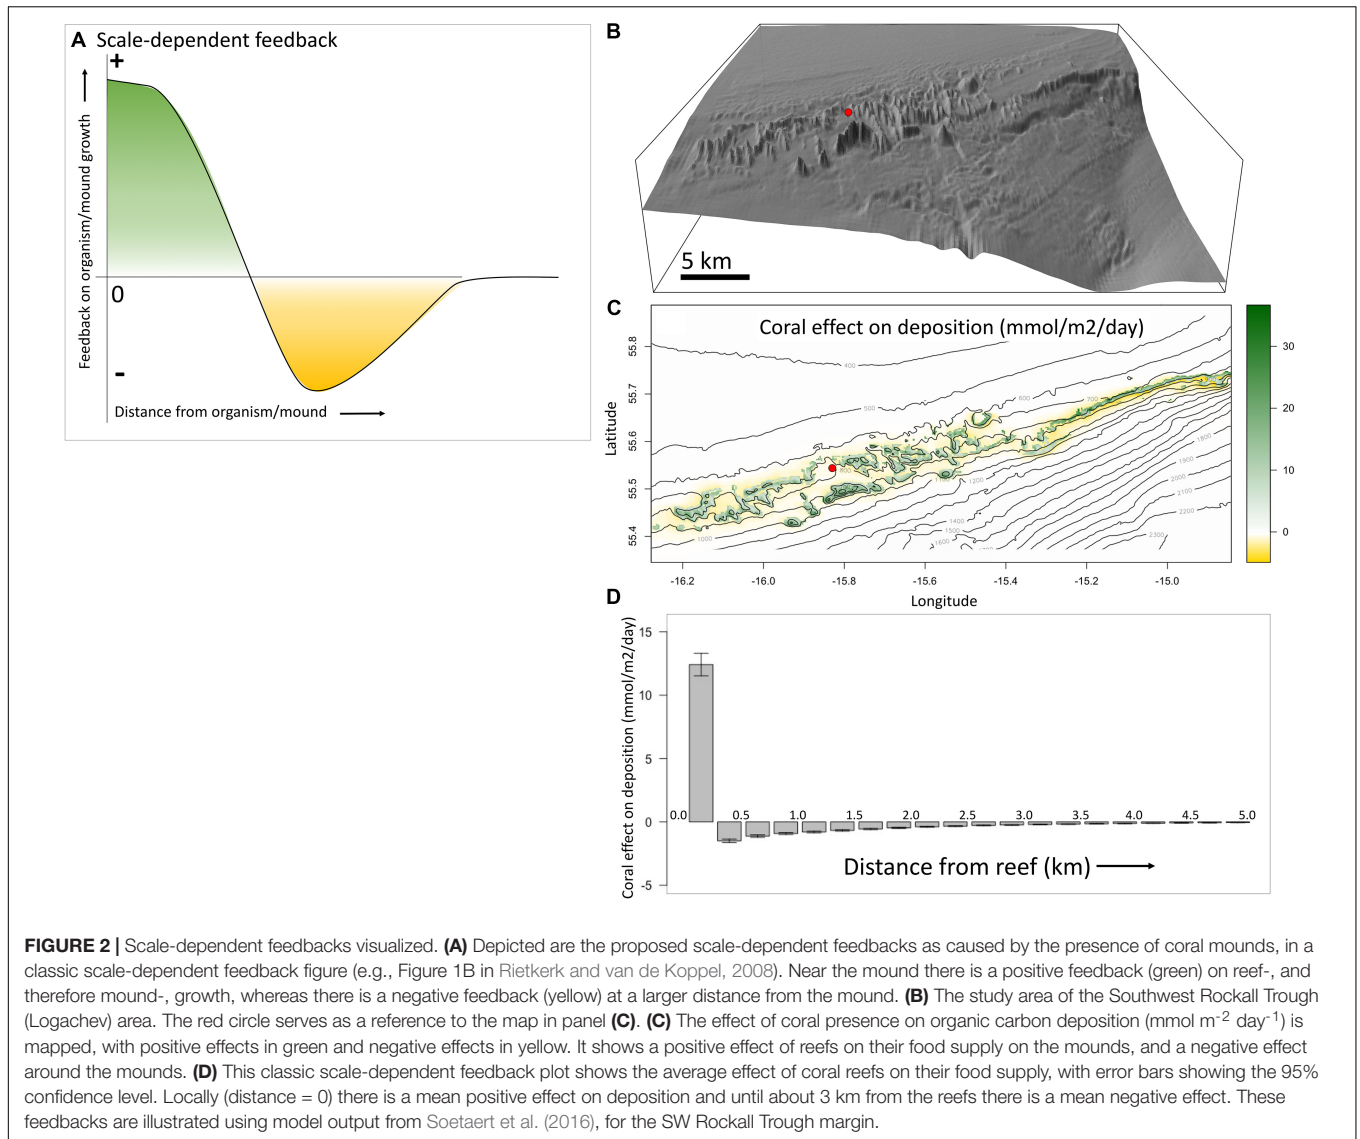 A Scale-dependent feedback
+
Feedback on organism/mound growth
0
-
Distance from organism/mound
B
5 km
C
Coral effect on deposition (mmol/m2/day)
Latitude
55.8
55.7
55.6
55.5
55.4
400
500
800
700
800
1200
1000
1400
1500
1600
1800
1900
2000
2100
2200
2300
-16.2 -16.0 -15.8 -15.6 -15.4 -15.2 -15.0
Longitude
30
20
10
0
D
Coral effect on deposition (mmol/m2/day)
15
10
5
0
-5
0.0 0.5 1.0 1.5 2.0 2.5 3.0 3.5 4.0 4.5 5.0
Distance from reef (km)
FIGURE 2 | Scale-dependent feedbacks visualized. (A) Depicted are the proposed scale-dependent feedbacks as caused by the presence of coral mounds, in a
classic scale-dependent feedback figure (e.g., Figure 1B in Rietkerk and van de Koppel, 2008). Near the mound there is a positive feedback (green) on reef-, and
therefore mound-, growth, whereas there is a negative feedback (yellow) at a larger distance from the mound. (B) The study area of the Southwest Rockall Trough
(Logachev) area. The red circle serves as a reference to the map in panel (C). (C) The effect of coral presence on organic carbon deposition (mmol m-2 day-1) is
mapped, with positive effects in green and negative effects in yellow. It shows a positive effect of reefs on their food supply on the mounds, and a negative effect
around the mounds. (D) This classic scale-dependent feedback plot shows the average effect of coral reefs on their food supply, with error bars showing the 95%
confidence level. Locally (distance = 0) there is a mean positive effect on deposition and until about 3 km from the reefs there is a mean negative effect. These
feedbacks are illustrated using model output from Soetaert et al. (2016), for the SW Rockall Trough margin.